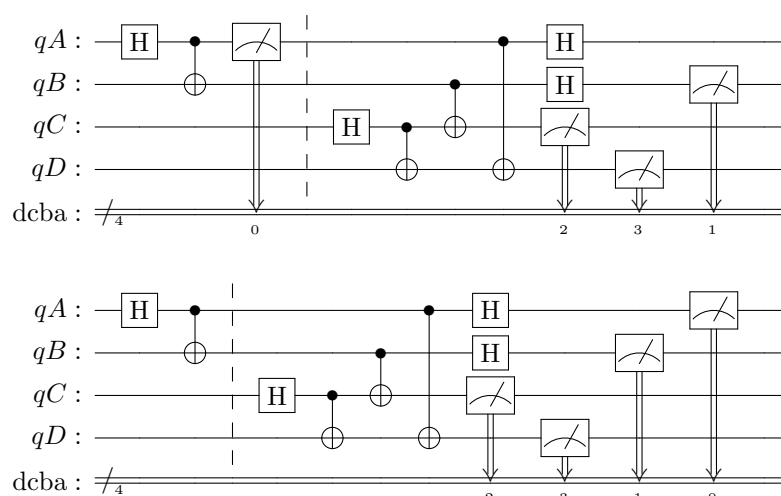 qA : H H
qB : H
qC : H
qD :
dcba : 4 0 2 3 1
qA : H H
qB : H
qC : H
qD :
dcba : 4